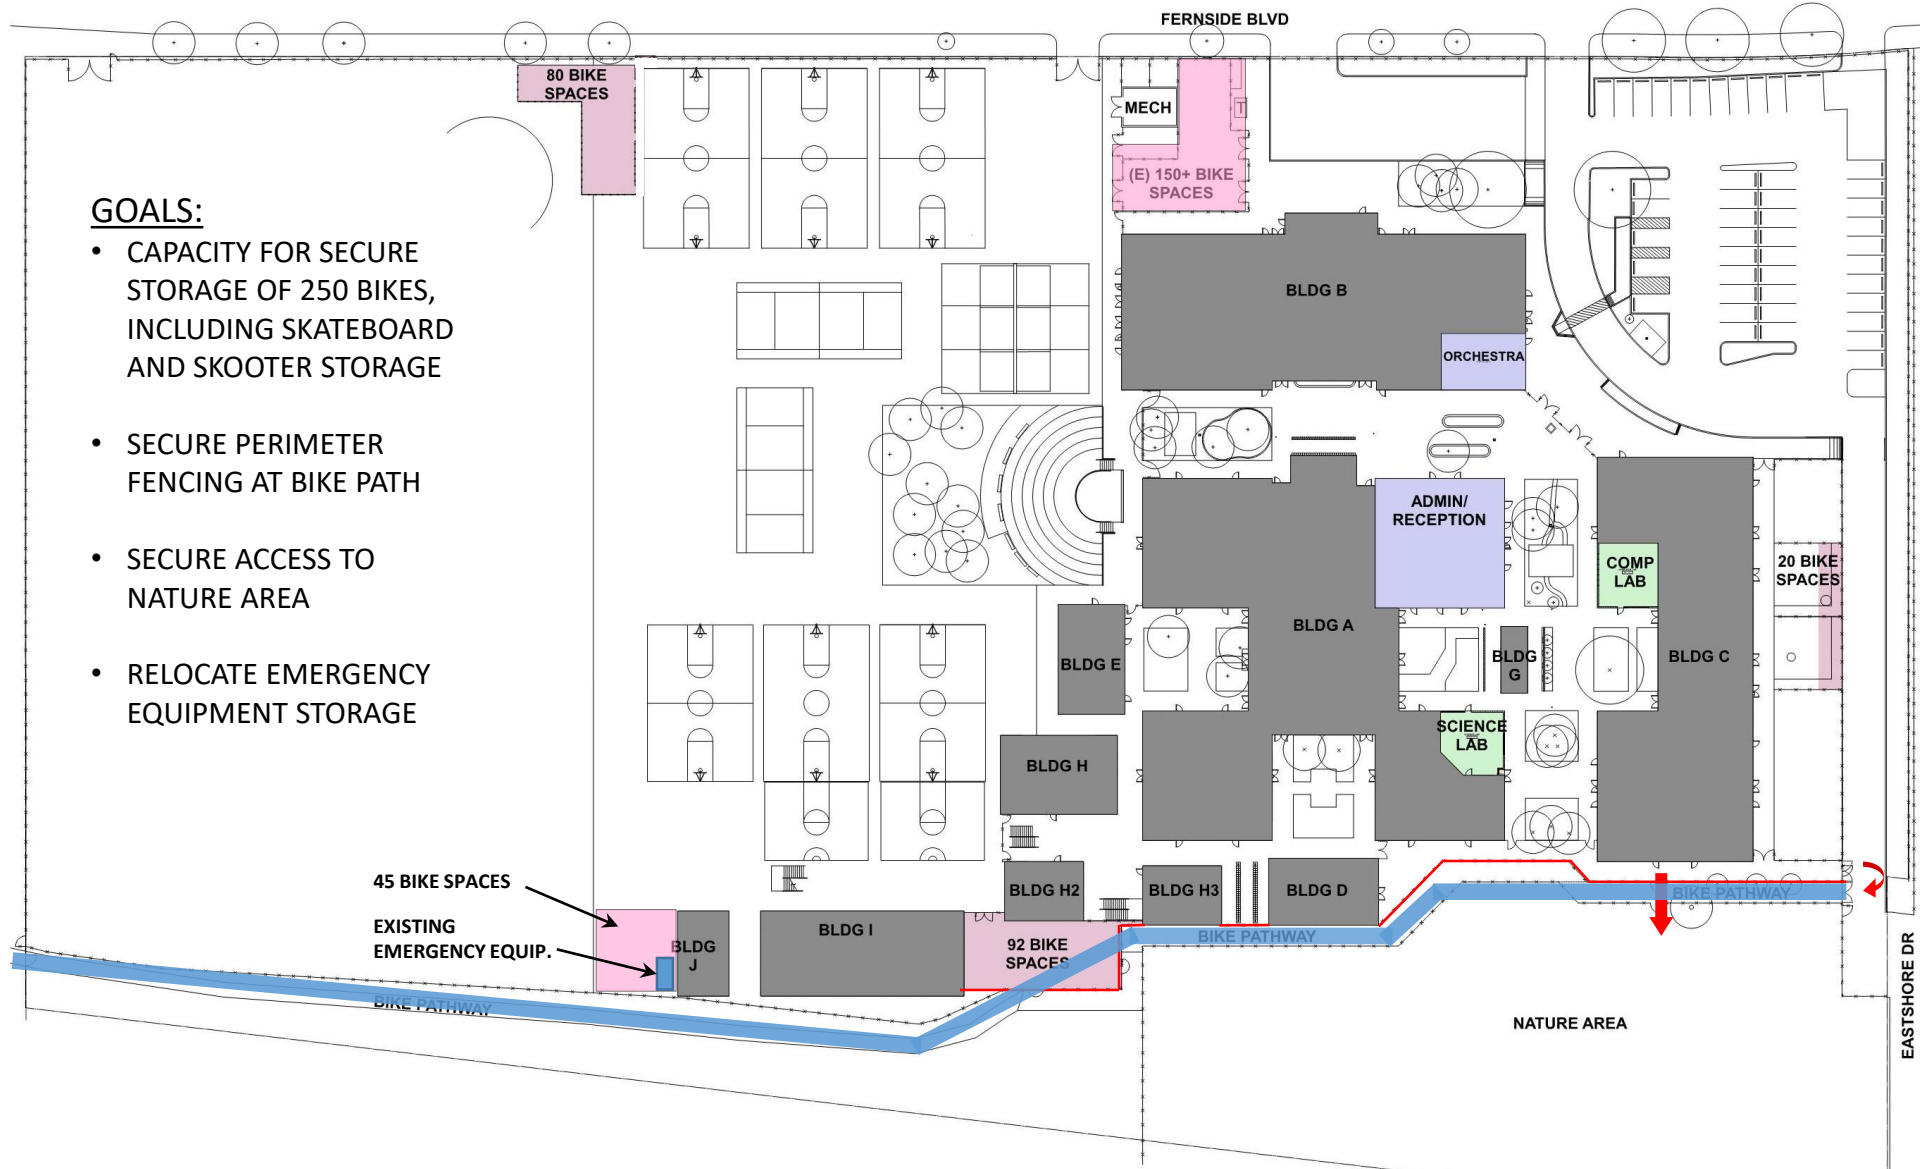 FERNSIDE BLVD
80 BIKE
SPACES
MECH
T
(E) 150+ BIKE
SPACES
GOALS:
• CAPACITY FOR SECURE
STORAGE OF 250 BIKES,
INCLUDING SKATEBOARD
AND SKOOTER STORAGE
• SECURE PERIMETER
FENCING AT BIKE PATH
• SECURE ACCESS TO
NATURE AREA
• RELOCATE EMERGENCY
EQUIPMENT STORAGE
BLDG B
ORCHESTRA
ADMIN/
RECEPTION
COMP
LAB
20 BIKE
SPACES
BLDG A
BLDG E
BLDG
G
BLDG C
SCIENCE
LAB
BLDG H
45 BIKE SPACES
EXISTING
EMERGENCY EQUIP.
BLDG H2
BLDG H3
BLDG D
BIKE PATHWAY
BLDG
J
BLDG I
92 BIKE
SPACES
BIKE PATHWAY
BIKE PATHWAY
NATURE AREA
EASTSHORE DR